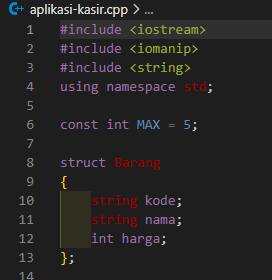 aplikasi-kasir.cpp > ...
1 #include <iostream>
2 #include <iomanip>
3 #include <string>
4 using namespace std;
5
6 const int MAX = 5;
7
8 struct Barang
9 {
10 string kode;
11 string nama;
12 int harga;
13 };